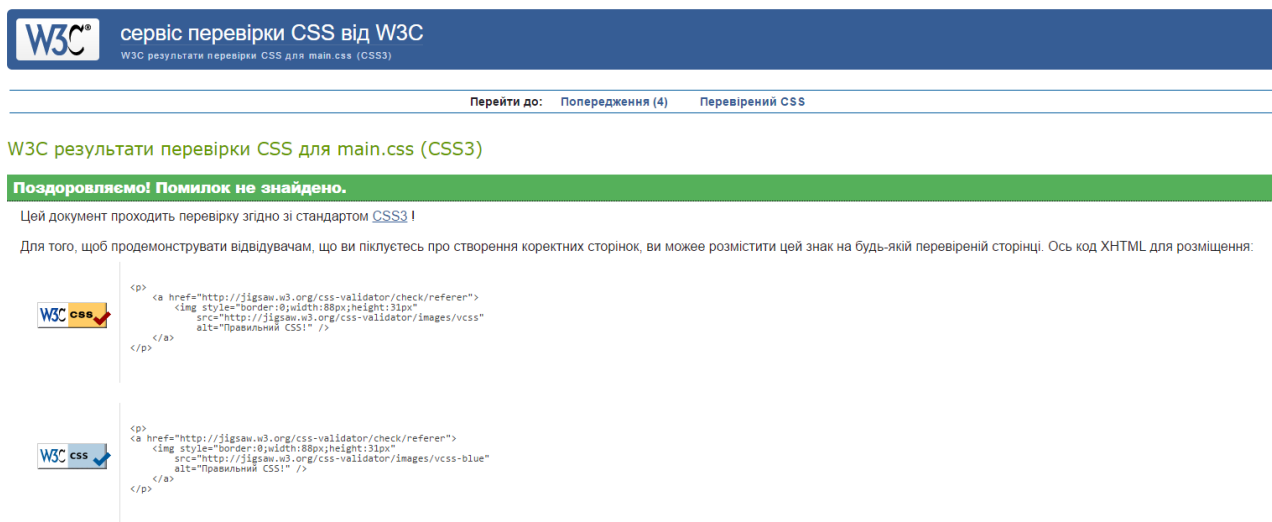 W3C® сервіс перевірки CSS від W3C
W3C результати перевірки CSS для main.css (CSS3)
Перейти до: Попередження (4) Перевірений CSS
W3C результати перевірки CSS для main.css (CSS3)
Поздоровляємо! Помилок не знайдено.
Цей документ проходить перевірку згідно зі стандартом CSS3 !
Для того, щоб продемонструвати відвідувачам, що ви піклуєтесь про створення коректних сторінок, ви можее розмістити цей знак на будь-якій перевіреній сторінці. Ось код XHTML для розміщення:
W3C css
<p>
<a href="http://jigsaw.w3.org/css-validator/check/referer">
<img style="border:0;width:88px;height:31px"
src="http://jigsaw.w3.org/css-validator/images/vcss"
alt="Правильний CSS!" />
</a>
</p>
W3C css
<p>
<a href="http://jigsaw.w3.org/css-validator/check/referer">
<img style="border:0;width:88px;height:31px"
src="http://jigsaw.w3.org/css-validator/images/vcss-blue"
alt="Правильний CSS!" />
</a>
</p>